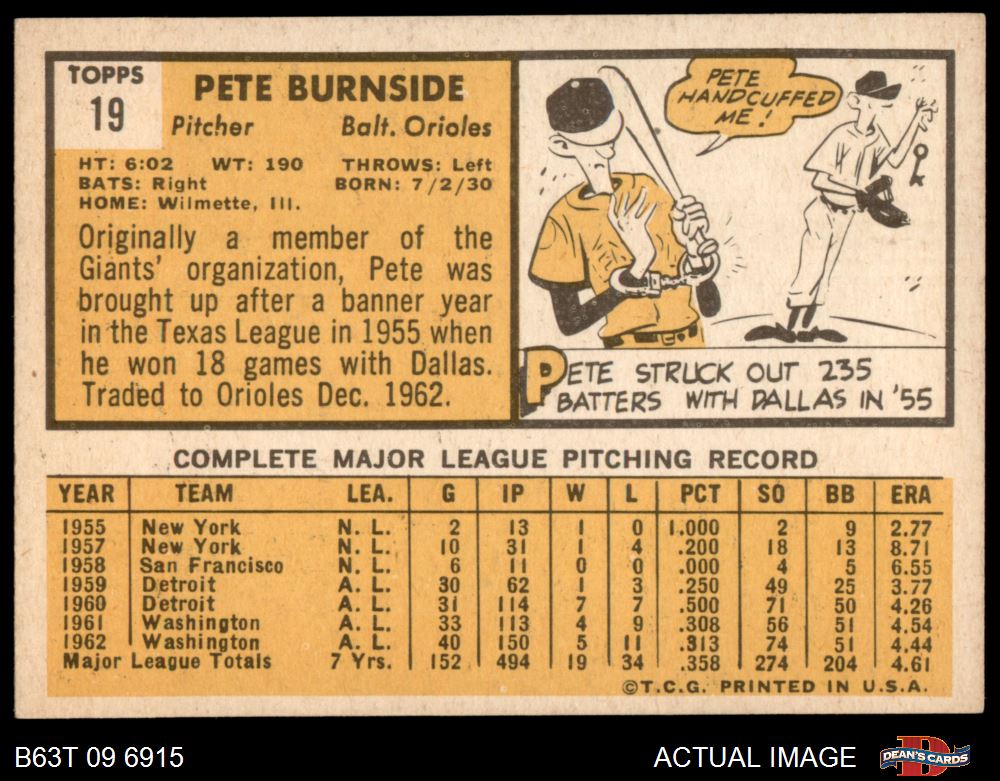 TOPPS
19
PETE BURNSIDE
Pitcher Balt. Orioles
HT: 6:02 WT: 190 THROWS: Left
BATS: Right BORN: 7/2/30
HOME: Wilmette, Ill.
Originally a member of the
Giants' organization, Pete was
brought up after a banner year
in the Texas League in 1955 when
he won 18 games with Dallas.
Traded to Orioles Dec. 1962.
PETE
HANDCUFFED
ME!
PETE STRUCK OUT 235
BATTERS WITH DALLAS IN '55
COMPLETE MAJOR LEAGUE PITCHING RECORD
YEAR TEAM LEA. G IP W L PCT SO BB ERA
1955 New York N. L. 2 13 1 0 1.000 2 9 2.77
1957 New York N. L. 10 31 1 4 .200 18 13 8.71
1958 San Francisco N. L. 6 11 0 0 .000 4 5 6.55
1959 Detroit A. L. 30 62 1 3 .250 49 25 3.77
1960 Detroit A. L. 31 114 7 7 .500 71 50 4.26
1961 Washington A. L. 33 113 4 9 .308 56 51 4.54
1962 Washington A. L. 40 150 5 11 .313 74 51 4.44
Major League Totals 7 Yrs. 152 494 19 34 .358 274 204 4.61
©T.C.G. PRINTED IN U.S.A.
B63T 09 6915 ACTUAL IMAGE DEAN'S CARDS